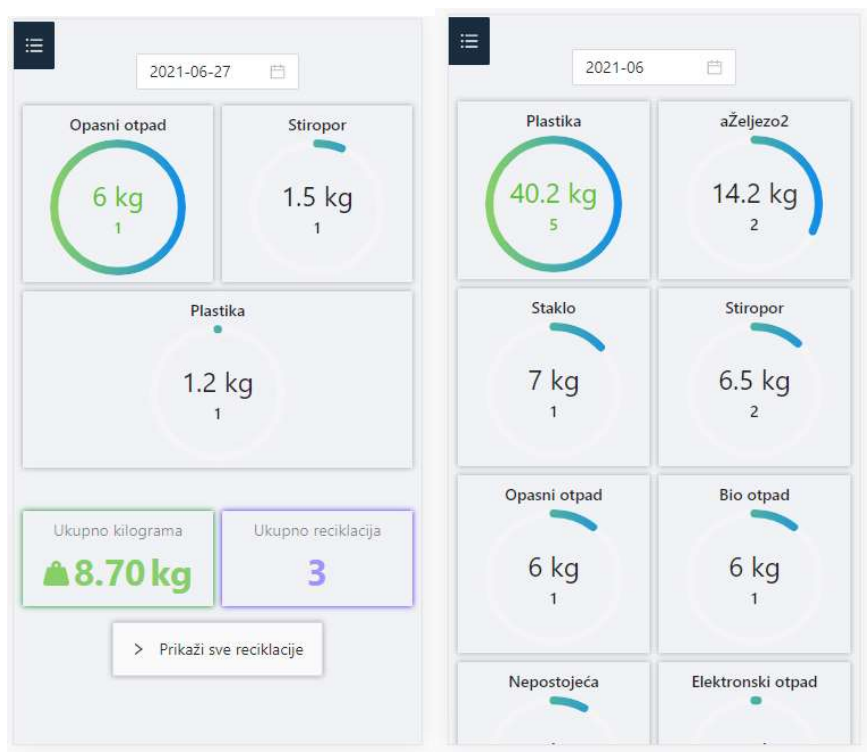 2021-06-27
Opasni otpad
6 kg
1
Stiropor
1.5 kg
1
Plastika
1.2 kg
1
Ukupno kilograma
8.70 kg
Ukupno reciklacija
3
Prikaži sve reciklacije
2021-06
Plastika
40.2 kg
5
aŽeljezo2
14.2 kg
2
Staklo
7 kg
1
Stiropor
6.5 kg
2
Opasni otpad
6 kg
1
Bio otpad
6 kg
1
Nepostojeća
Elektronski otpad